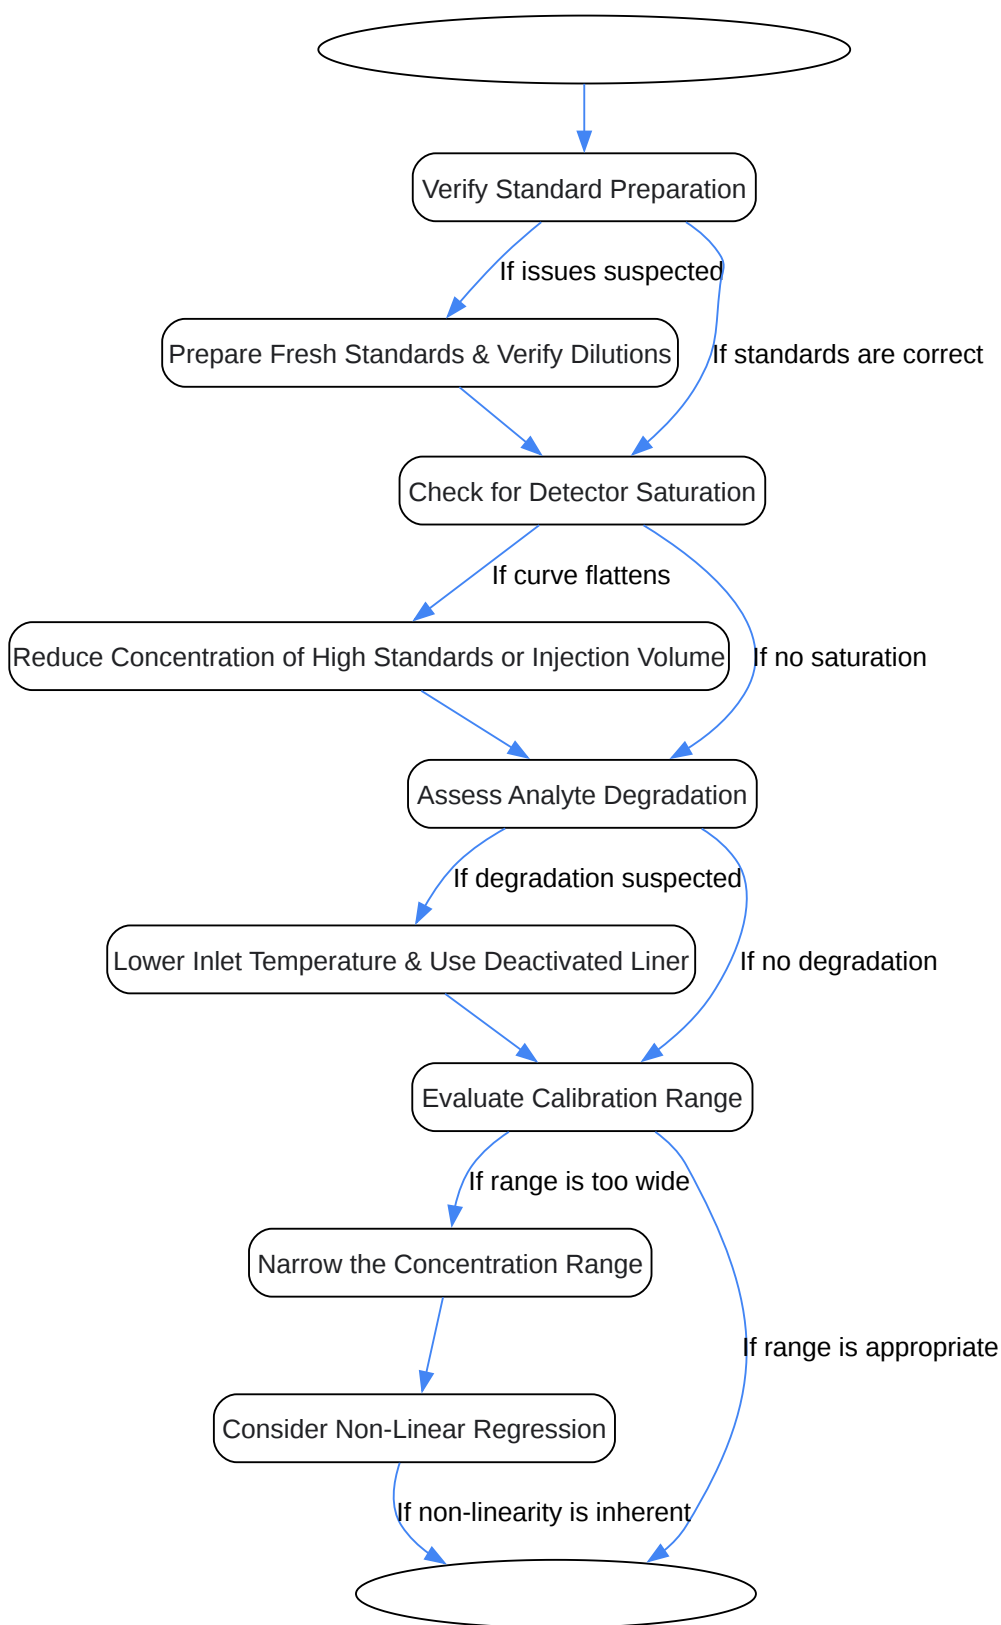 Verify Standard Preparation
If issues suspected
Prepare Fresh Standards & Verify Dilutions
If standards are correct
Check for Detector Saturation
If curve flattens
Reduce Concentration of High Standards or Injection Volume
If no saturation
Assess Analyte Degradation
If degradation suspected
Lower Inlet Temperature & Use Deactivated Liner
If no degradation
Evaluate Calibration Range
If range is too wide
Narrow the Concentration Range
If range is appropriate
Consider Non-Linear Regression
If non-linearity is inherent